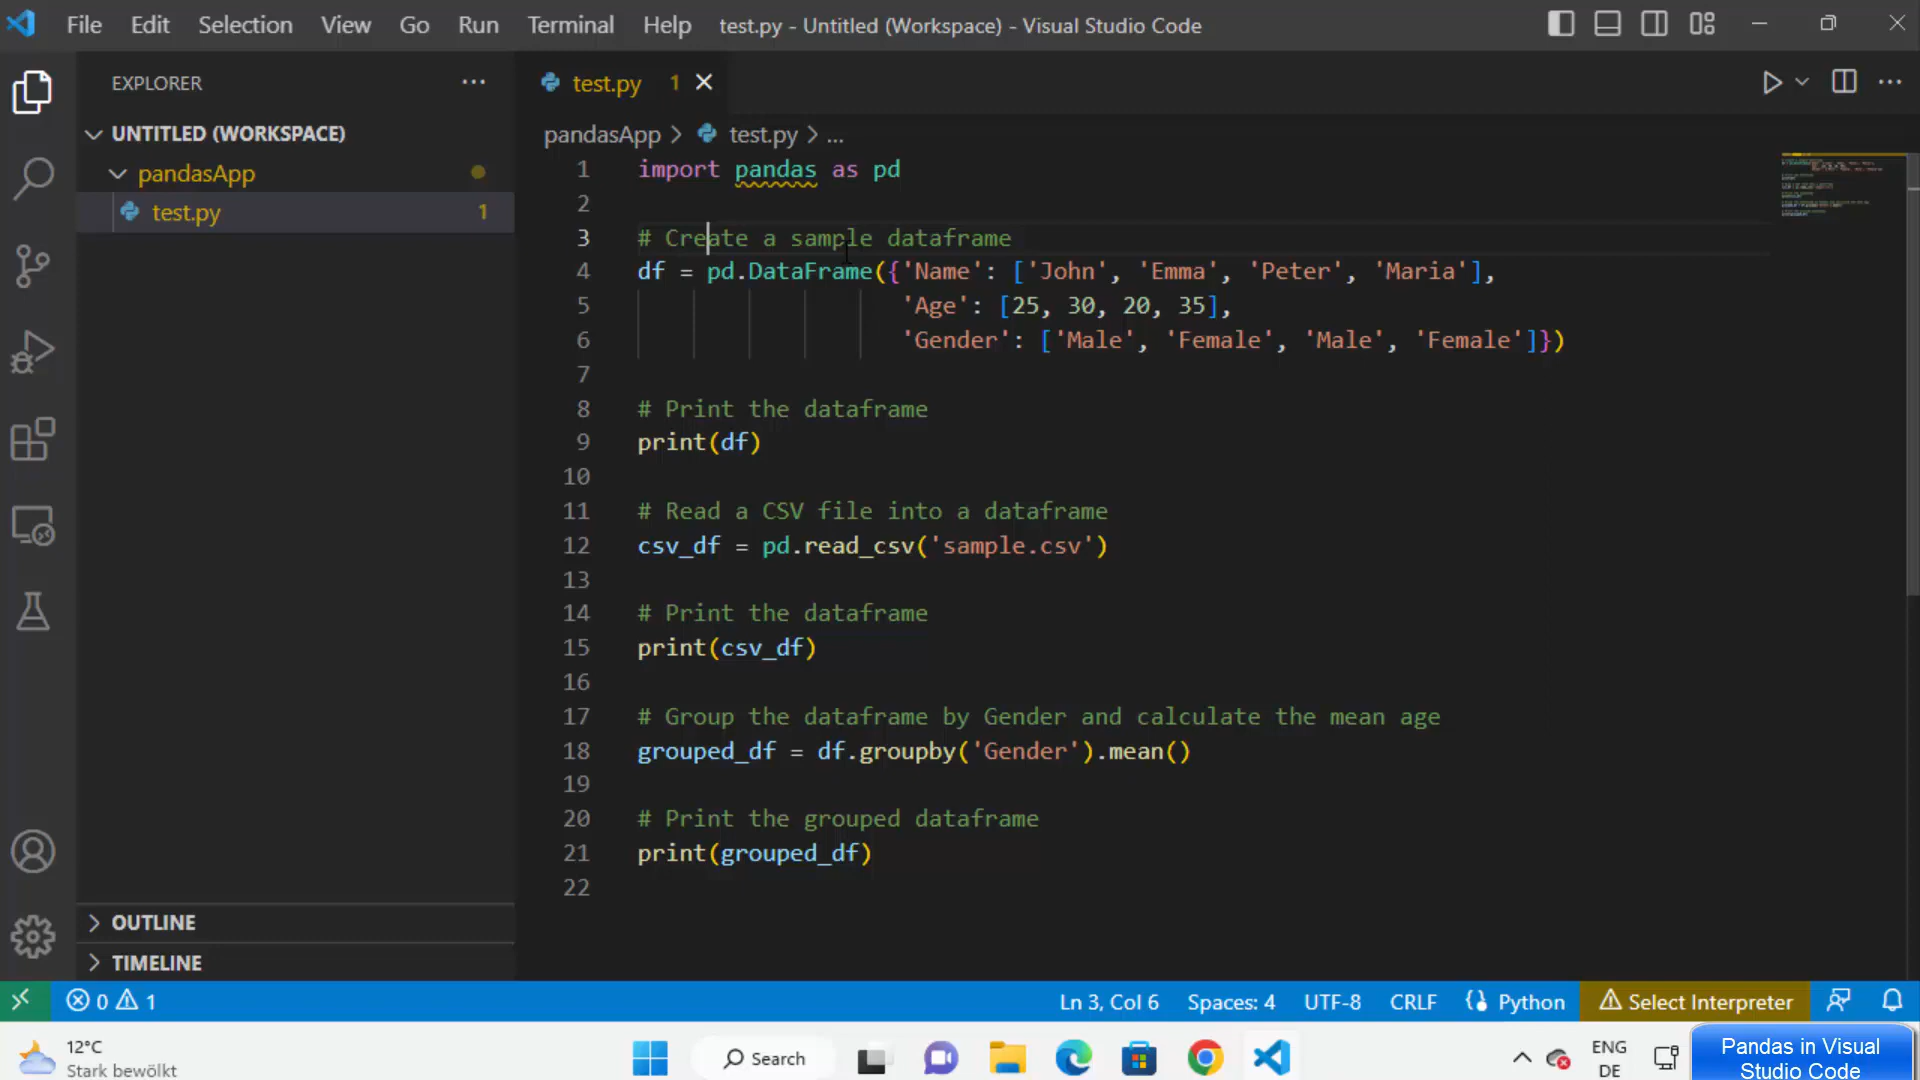 File Edit Selection View Go Run Terminal Help test.py - Untitled (Workspace) - Visual Studio Code
EXPLORER
UNTITLED (WORKSPACE)
pandasApp
test.py 1
OUTLINE
TIMELINE
test.py 1
pandasApp > test.py > ...
1 import pandas as pd
2
3 # Create a sample dataframe
4 df = pd.DataFrame({'Name': ['John', 'Emma', 'Peter', 'Maria'],
5 'Age': [25, 30, 20, 35],
6 'Gender': ['Male', 'Female', 'Male', 'Female']})
7
8 # Print the dataframe
9 print(df)
10
11 # Read a CSV file into a dataframe
12 csv_df = pd.read_csv('sample.csv')
13
14 # Print the dataframe
15 print(csv_df)
16
17 # Group the dataframe by Gender and calculate the mean age
18 grouped_df = df.groupby('Gender').mean()
19
20 # Print the grouped dataframe
21 print(grouped_df)
22
0 1 Ln 3, Col 6 Spaces: 4 UTF-8 CRLF Python Select Interpreter
12°C
Stark bewölkt
Search
ENG
DE
Pandas in Visual
Studio Code